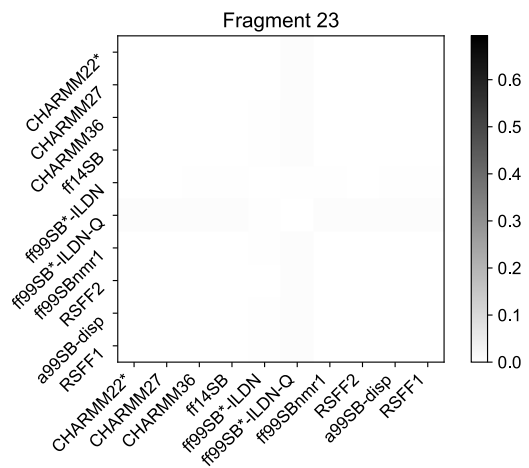 Fragment 23
CHARMM22*
CHARMM27
CHARMM36
ff14SB
ff99SB*-ILDN
ff99SB*-ILDN-Q
ff99SBnmr1
RSFF2
a99SB-disp
RSFF1
CHARMM22*
CHARMM27
CHARMM36
ff14SB
ff99SB*-ILDN
ff99SB*-ILDN-Q
ff99SBnmr1
RSFF2
a99SB-disp
RSFF1
0.6
0.5
0.4
0.3
0.2
0.1
0.0